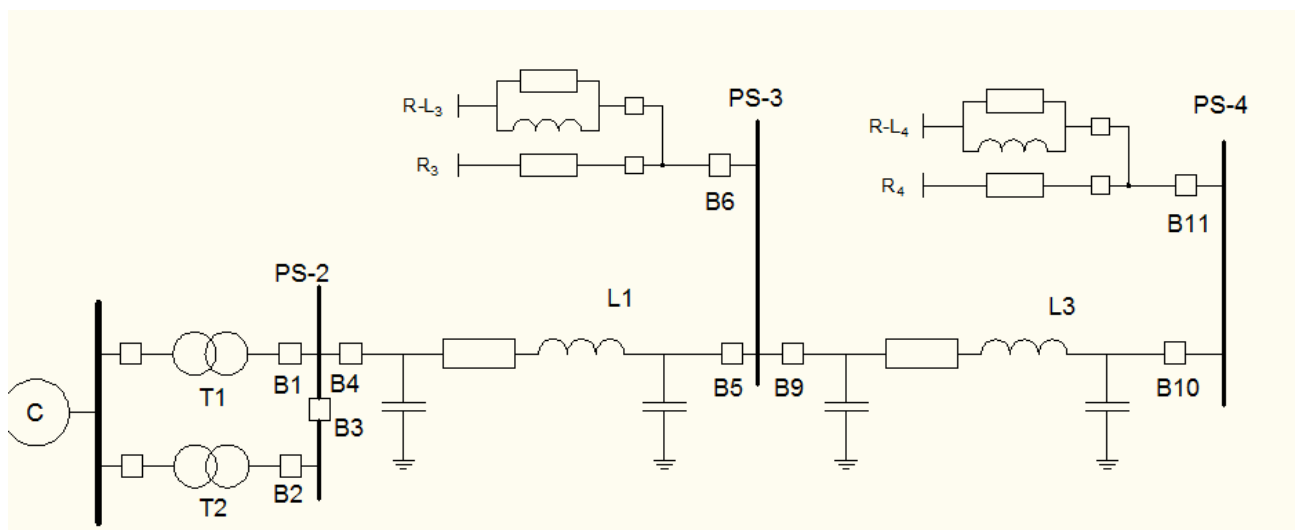 R-L₃
R₃
B6
PS-3
R-L₄
R₄
B11
PS-4
PS-2
L1
L3
C
T1
B1
B4
B3
B5
B9
B10
T2
B2